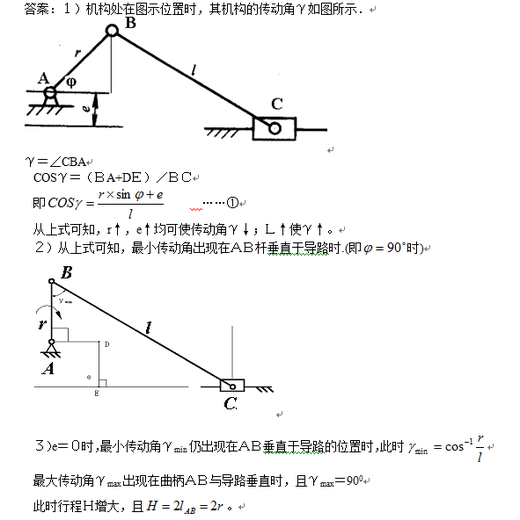 答案：１）机构处在图示位置时，其机构的传动角γ如图所示．
B
r
l
A
φ
C
e
γ＝∠CBA
COSγ＝（ＢA+DE）／ＢＣ
即COSγ = (r×sin φ+e)/l ……①
从上式可知，r↑，e↑均可使传动角γ↓；Ｌ↑使γ↑。
２）从上式可知，最小传动角出现在ＡＢ杆垂直于导路时.(即φ = 90˚时)
B
γmin
r
l
D
A
e
E
C
３)e＝０时，最小传动角γmin仍出现在ＡＢ垂直于导路的位置时，此时 γmin = cos⁻¹ r/l
最大传动角γmax出现在曲柄ＡＢ与导路垂直时，且γmax＝90⁰
此时行程H增大，且 H = 2lAB = 2r 。